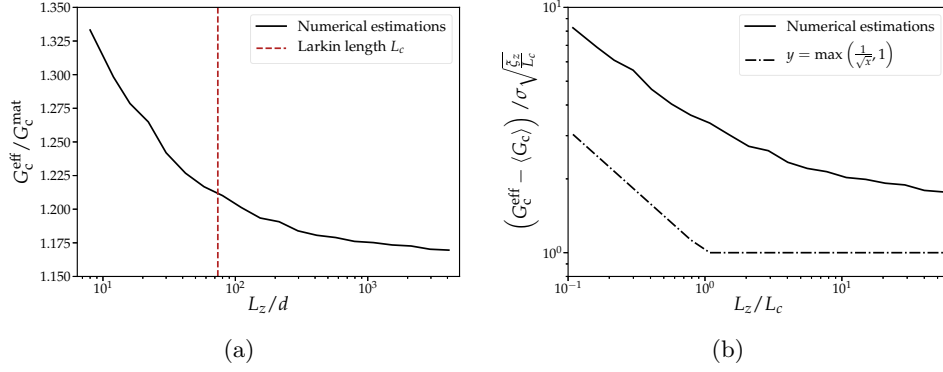 (a)
1.350
1.325
1.300
1.275
1.250
1.225
1.200
1.175
1.150
G_c^eff / G_c^mat
Numerical estimations
Larkin length L_c
10^1
10^2
10^3
L_z/d
(a)
(b)
10^1
10^0
(G_c^eff − ⟨G_c⟩) / σ√(ξ_z/L_c)
Numerical estimations
y = max (1/√x, 1)
10^−1
10^0
10^1
L_z/L_c
(b)